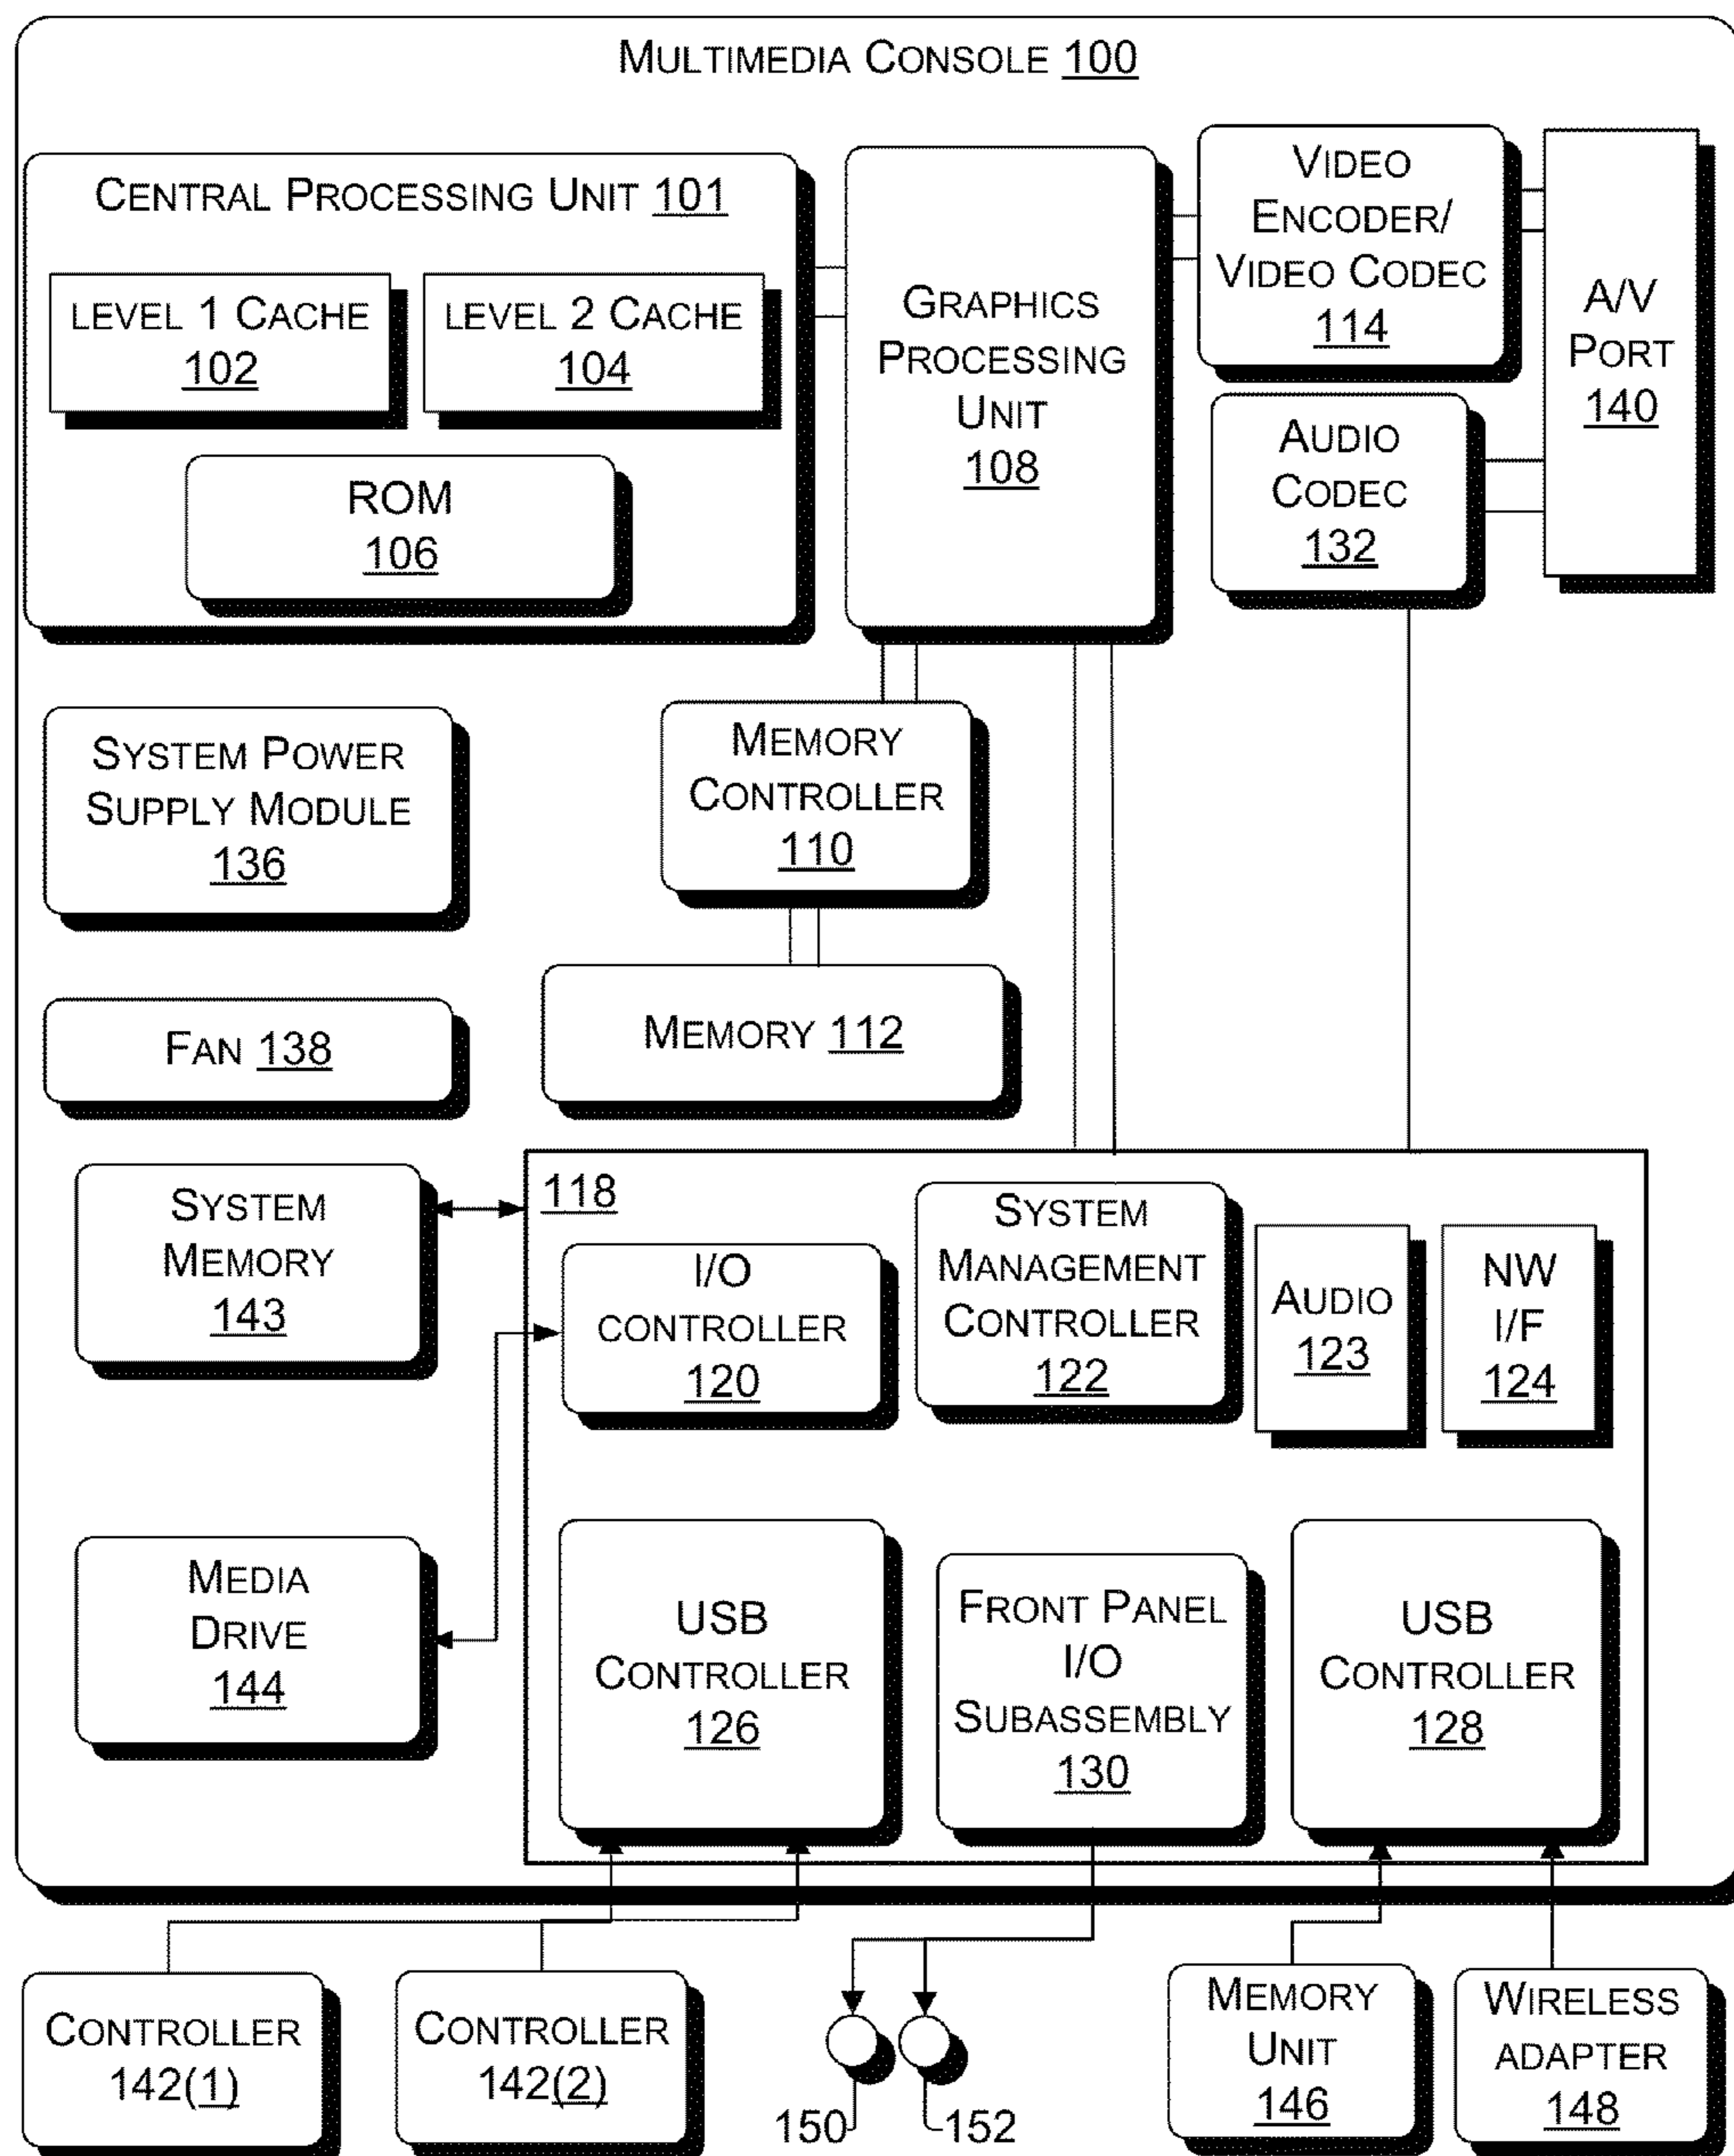 MULTIMEDIA CONSOLE 100
CENTRAL PROCESSING UNIT 101
LEVEL 1 CACHE
102
LEVEL 2 CACHE
104
ROM
106
GRAPHICS
PROCESSING
UNIT
108
VIDEO
ENCODER/
VIDEO CODEC
114
AUDIO
CODEC
132
A/V
PORT
140
SYSTEM POWER
SUPPLY MODULE
136
MEMORY
CONTROLLER
110
FAN 138
MEMORY 112
SYSTEM
MEMORY
143
118
I/O
CONTROLLER
120
SYSTEM
MANAGEMENT
CONTROLLER
122
AUDIO
123
NW
I/F
124
MEDIA
DRIVE
144
USB
CONTROLLER
126
FRONT PANEL
I/O
SUBASSEMBLY
130
USB
CONTROLLER
128
CONTROLLER
142(1)
CONTROLLER
142(2)
150
152
MEMORY
UNIT
146
WIRELESS
ADAPTER
148